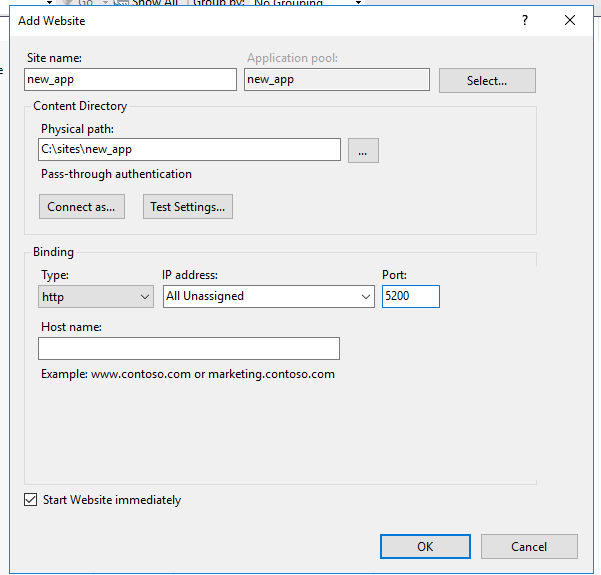 Go Show All Group by: No Grouping
Add Website
? ×
Site name: Application pool:
new_app new_app Select...
Content Directory
Physical path:
C:\sites\new_app ...
Pass-through authentication
Connect as... Test Settings...
Binding
Type: IP address: Port:
http All Unassigned 5200
Host name:
Example: www.contoso.com or marketing.contoso.com
Start Website immediately
OK Cancel